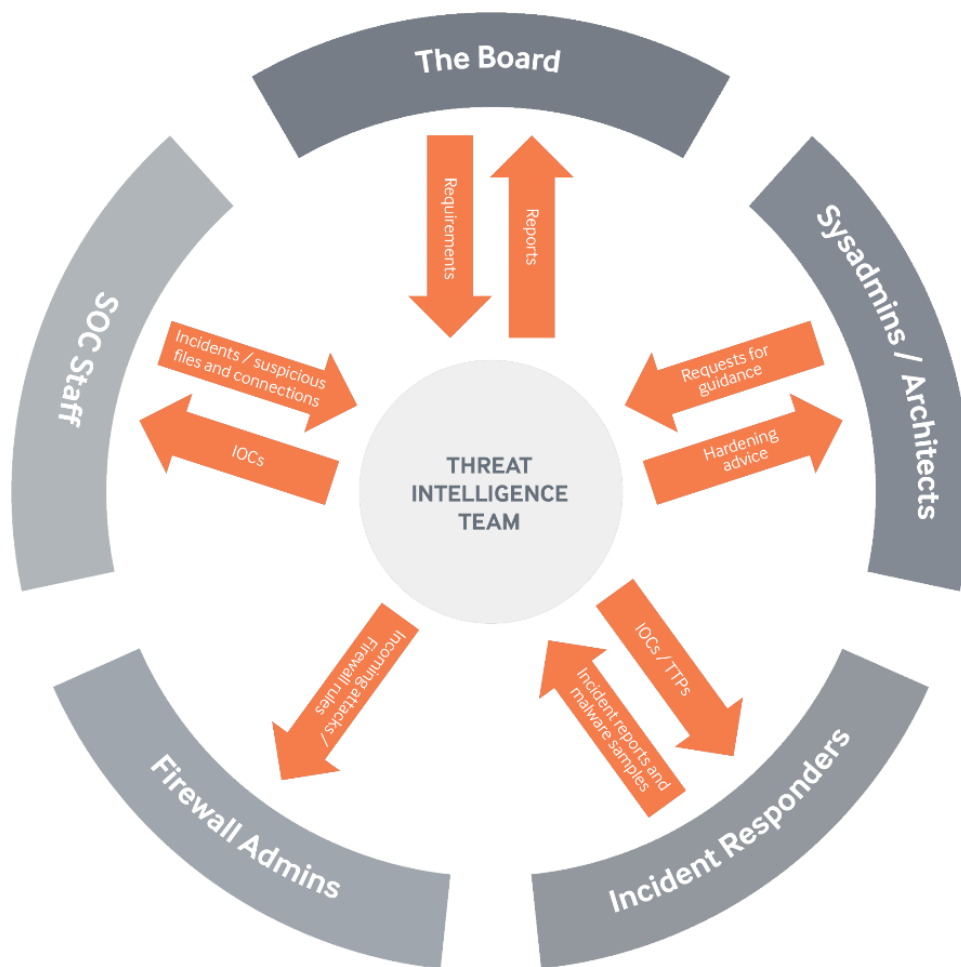 The Board
Requirements
Reports
Sysadmins / Architects
Requests for
guidance
Hardening
advice
SOC Staff
Incidents / suspicious
files and connections
IOCs
THREAT
INTELLIGENCE
TEAM
IOCs / TTPs
Incident reports and
malware samples
Incident Responders
Incoming attacks /
Firewall rules
Firewall Admins